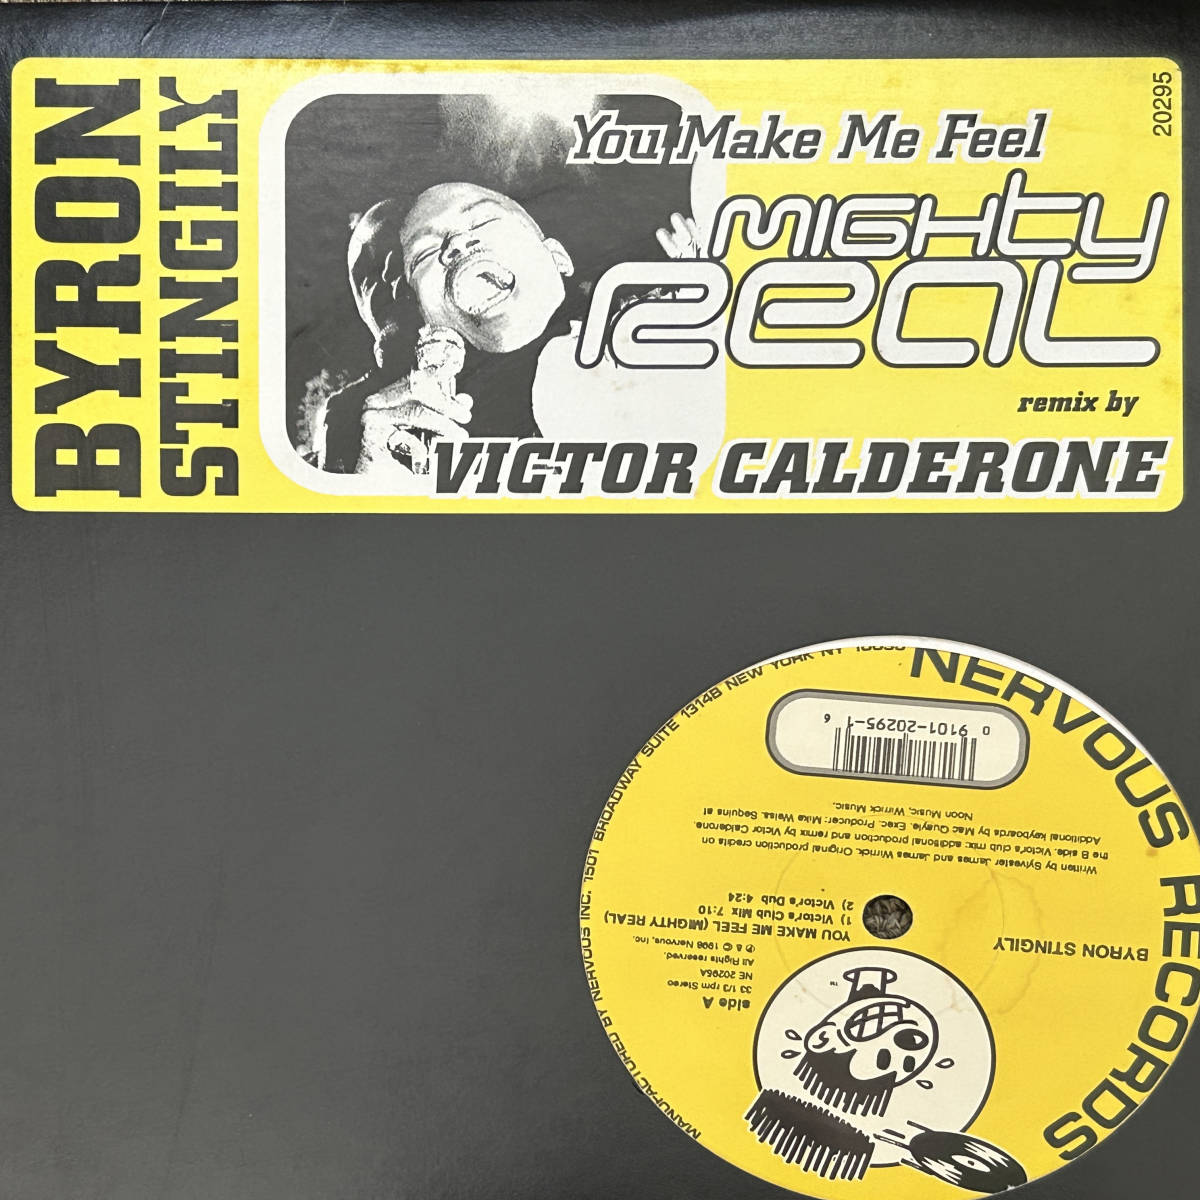 BYRON
STINGILY
20295
You Make Me Feel
MIGHTY
REAL
remix by
VICTOR CALDERONE
NERVOUS RECORDS
MANUFACTURED BY NERVOUS INC. 1501 BROADWAY SUITE 1314B NEW YORK NY 10036
TM
side A
33 1/3 rpm Stereo
NE 20295A
All Rights reserved.
℗ & © 1998 Nervous, Inc.
BYRON STINGILY
YOU MAKE ME FEEL (MIGHTY REAL)
1) Victor's Club Mix 7:10
2) Victor's Dub 4:24
Written by Sylvester James and James Wirrick. Original production credits on
the B side. Victor's club mix: additional production and remix by Victor Calderone.
Additional keyboards by Mac Quayle. Exec. Producer: Mike Weiss. Sequins at
Noon Music, Wirrick Music.
0 9101-20295-1 6